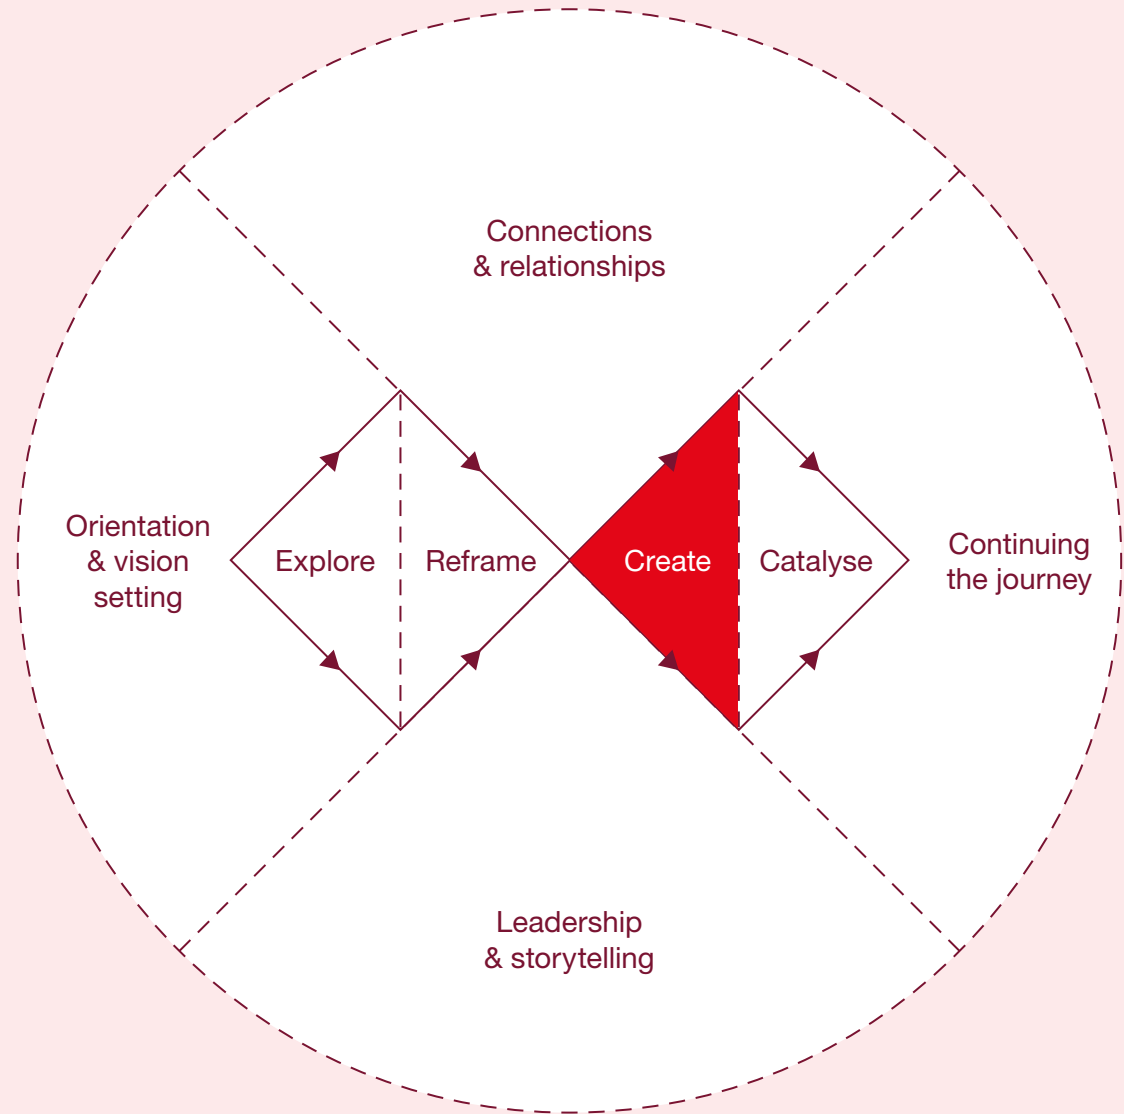 Connections
& relationships
Orientation
& vision
setting
Explore
Reframe
Create
Catalyse
Continuing
the journey
Leadership
& storytelling